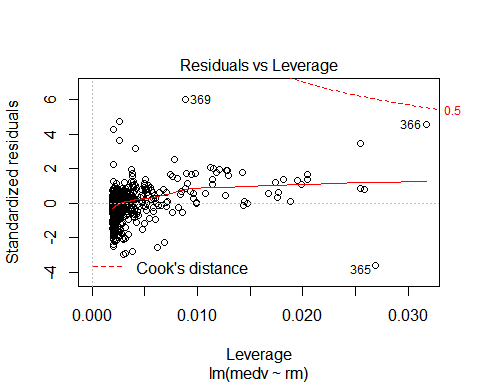 Residuals vs Leverage
Standardized residuals
6
4
2
0
-2
-4
369
366
365
0.5
Cook's distance
0.000
0.010
0.020
0.030
Leverage
lm(medv ~ rm)